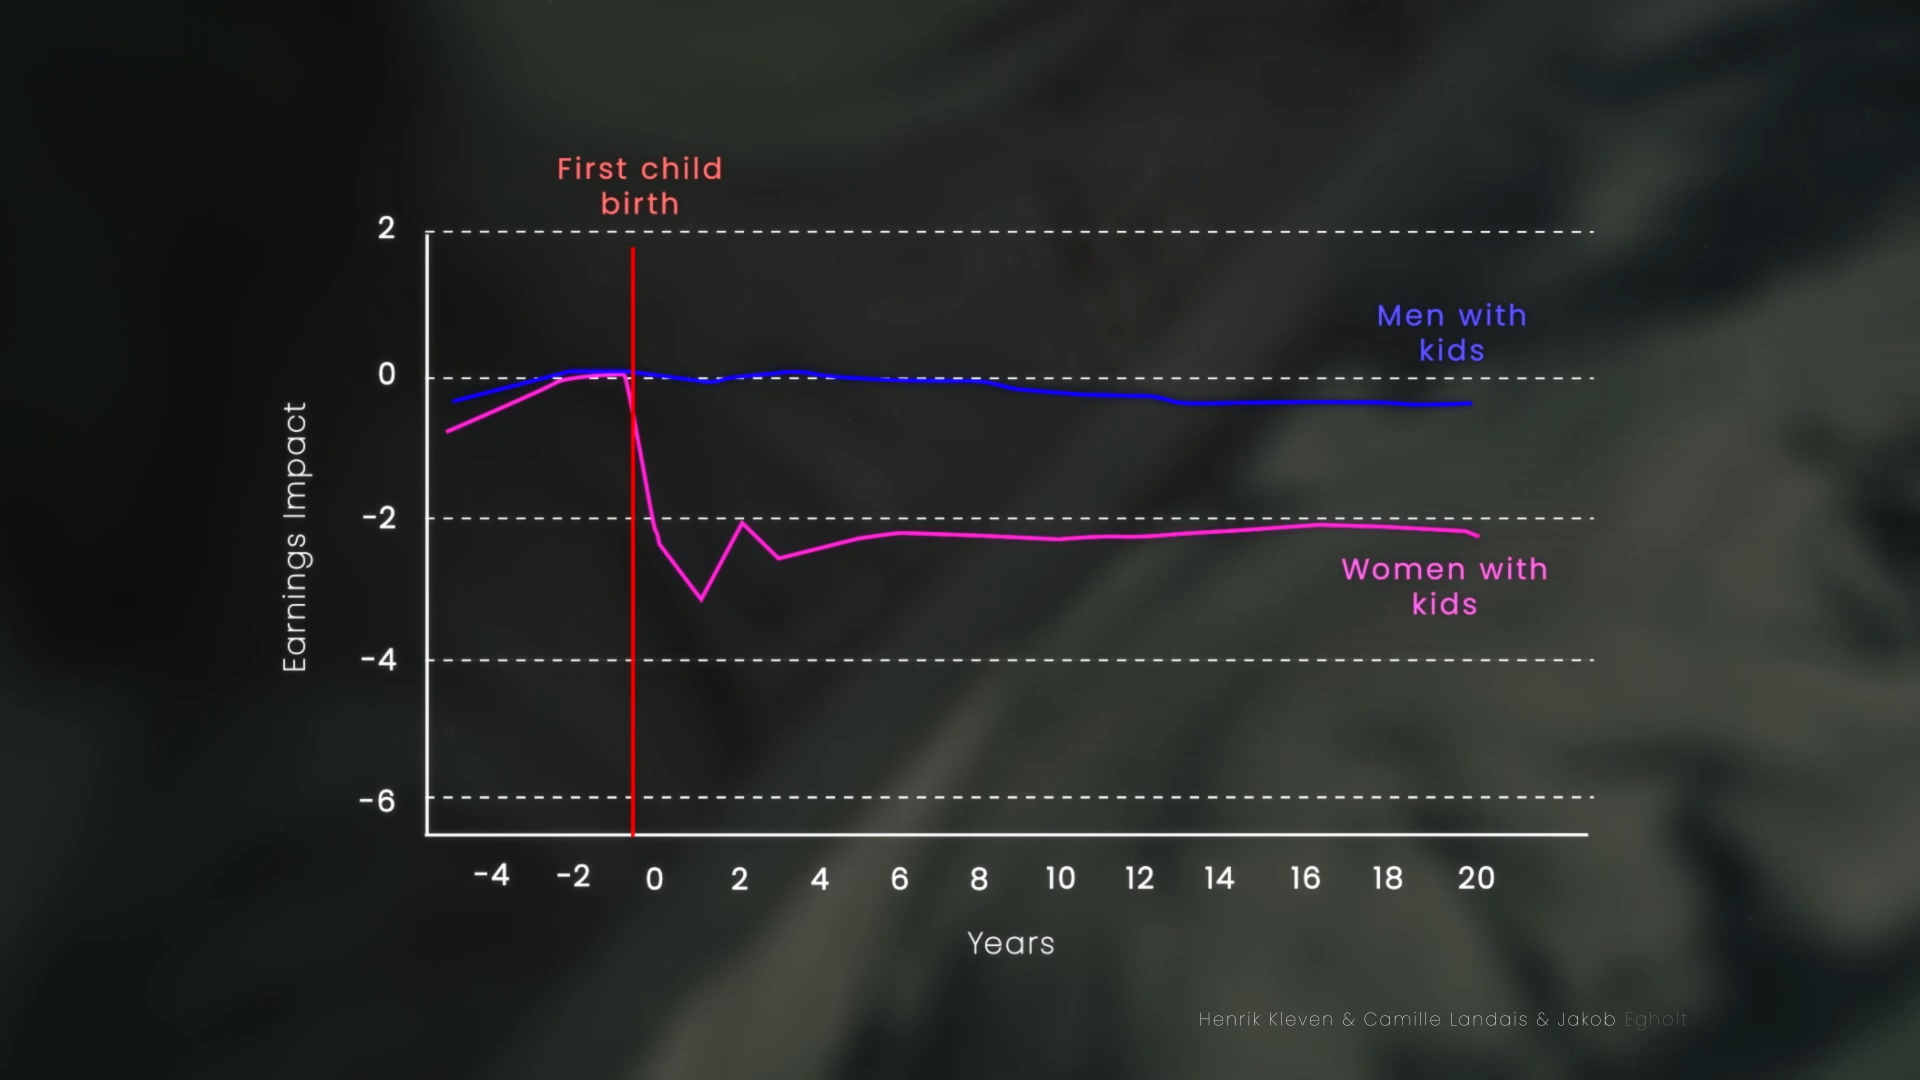 First child
birth
2
Men with
kids
0
Earnings Impact
-2
Women with
kids
-4
-6
-4 -2 0 2 4 6 8 10 12 14 16 18 20
Years
Henrik Kleven & Camille Landais & Jakob Egholt